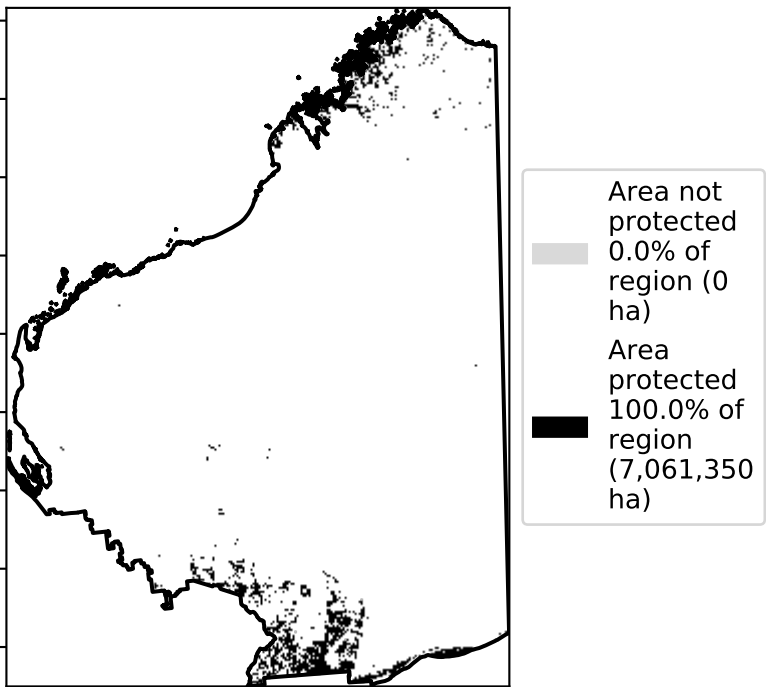 Area not
protected
0.0% of
region (0
ha)
Area
protected
100.0% of
region
(7,061,350
ha)